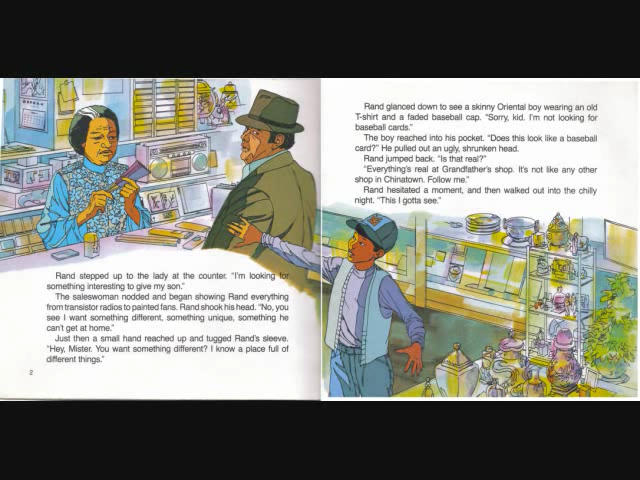 Rand stepped up to the lady at the counter. "I'm looking for
something interesting to give my son."
The saleswoman nodded and began showing Rand everything
from transistor radios to painted fans. Rand shook his head. "No, you
see I want something different, something unique, something he
can't get at home."
Just then a small hand reached up and tugged Rand's sleeve.
"Hey, Mister. You want something different? I know a place full of
different things."
2
Rand glanced down to see a skinny Oriental boy wearing an old
T-shirt and a faded baseball cap. "Sorry, kid. I'm not looking for
baseball cards."
The boy reached into his pocket. "Does this look like a baseball
card?" He pulled out an ugly, shrunken head.
Rand jumped back. "Is that real?"
"Everything's real at Grandfather's shop. It's not like any other
shop in Chinatown. Follow me."
Rand hesitated a moment, and then walked out into the chilly
night. "This I gotta see."